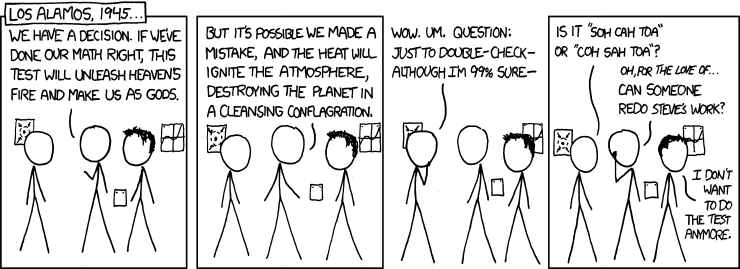 LOS ALAMOS, 1945...
WE HAVE A DECISION. IF WE'VE
DONE OUR MATH RIGHT, THIS
TEST WILL UNLEASH HEAVEN'S
FIRE AND MAKE US AS GODS.
BUT IT'S POSSIBLE WE MADE A
MISTAKE, AND THE HEAT WILL
IGNITE THE ATMOSPHERE,
DESTROYING THE PLANET IN
A CLEANSING CONFLAGRATION.
WOW. UM. QUESTION:
JUST TO DOUBLE-CHECK—
ALTHOUGH I'M 99% SURE—
IS IT "SOH CAH TOA"
OR "COH SAH TOA"?
OH, FOR THE LOVE OF...
CAN SOMEONE
REDO STEVE'S WORK?
I DON'T
WANT
TO DO
THE TEST
ANYMORE.